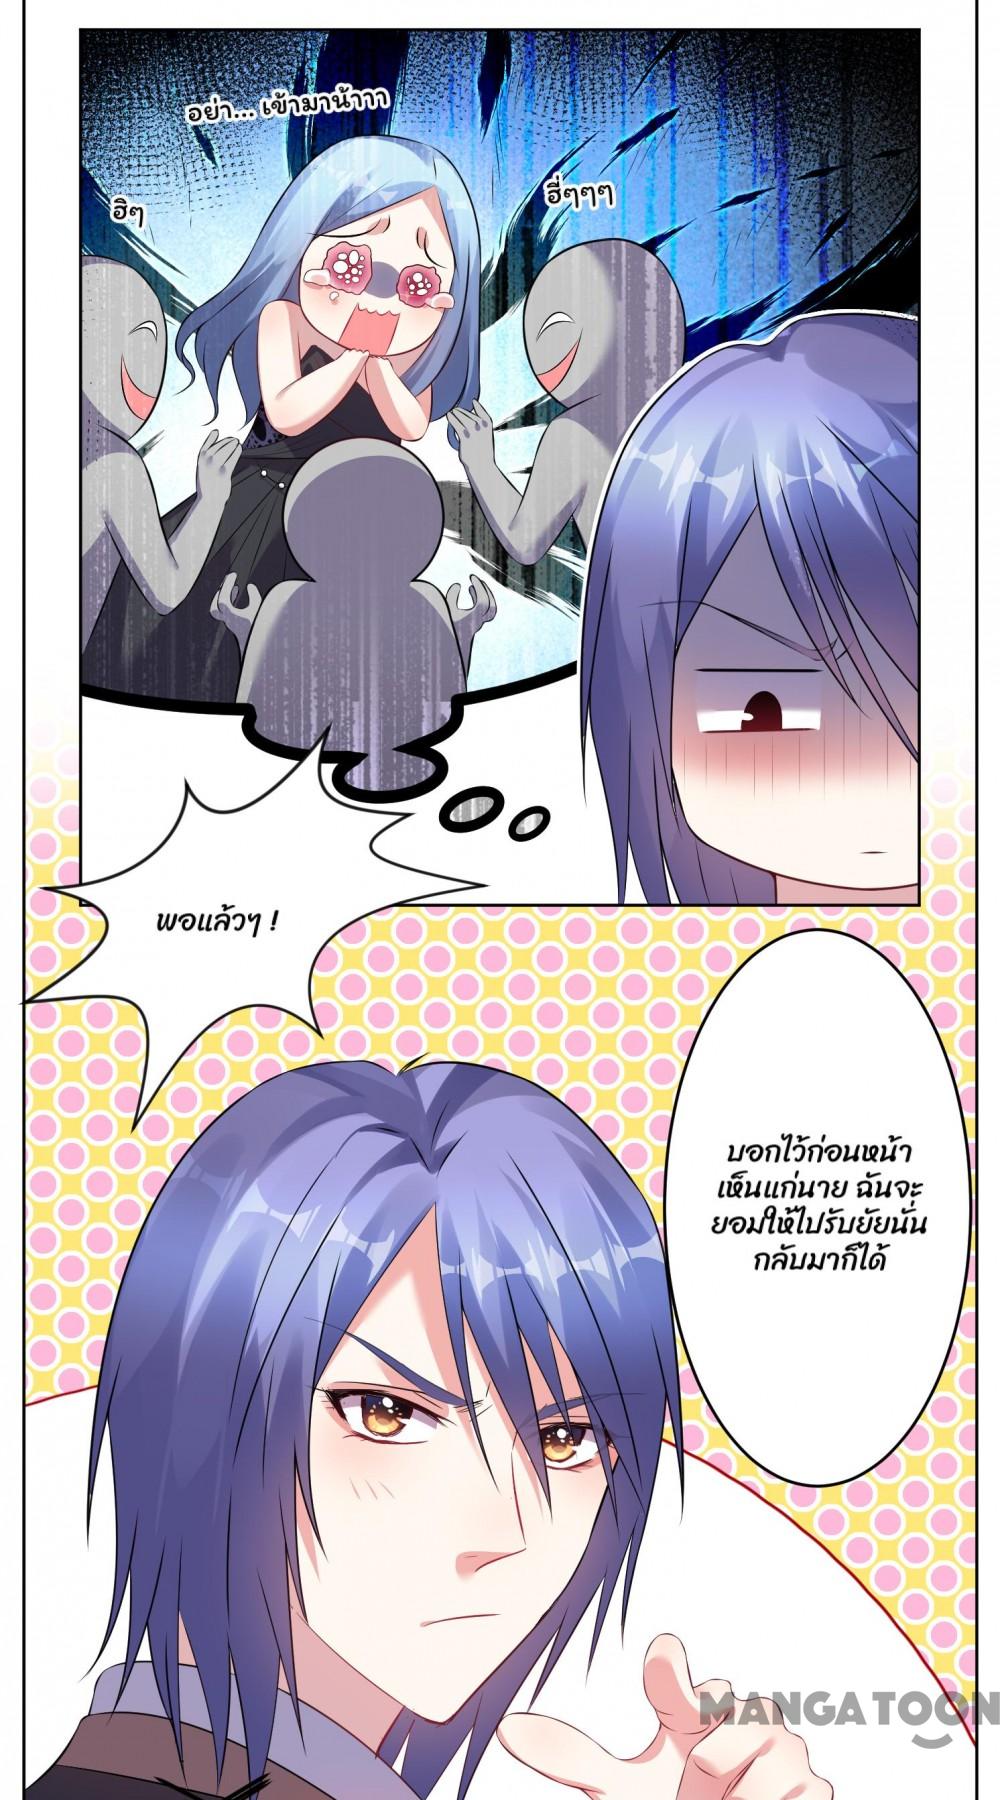 อย่า... เข้ามาน้าาา
ฮิๆ
ฮี่ๆๆๆ
พอแล้วๆ !
บอกไว้ก่อนหน้า
เห็นแก่นาย ฉันจะ
ยอมให้ไปรับยัยนั่น
กลับมาก็ได้
MANGATOON